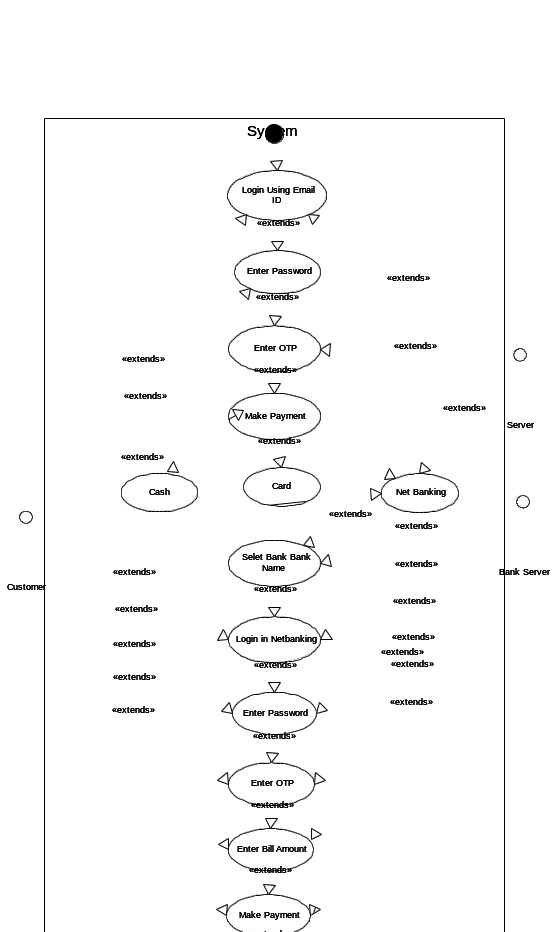 System
Login Using Email
ID
«extends»
Enter Password
«extends»
«extends»
Enter OTP
«extends»
«extends»
«extends»
«extends»
Make Payment
«extends»
Server
«extends»
«extends»
Cash
Card
Net Banking
«extends»
«extends»
Selet Bank Bank
Name
«extends»
Bank Server
«extends»
Customer
«extends»
«extends»
«extends»
Login in Netbanking
«extends»
«extends»
«extends»
«extends»
«extends»
«extends»
Enter Password
«extends»
«extends»
«extends»
Enter OTP
«extends»
Enter Bill Amount
«extends»
Make Payment